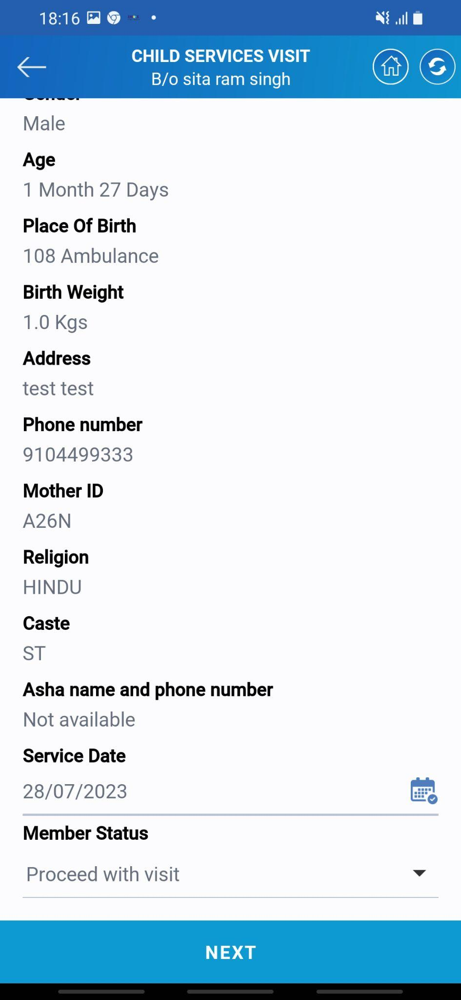 18:16
CHILD SERVICES VISIT
B/o sita ram singh
Gender
Male
Age
1 Month 27 Days
Place Of Birth
108 Ambulance
Birth Weight
1.0 Kgs
Address
test test
Phone number
9104499333
Mother ID
A26N
Religion
HINDU
Caste
ST
Asha name and phone number
Not available
Service Date
28/07/2023
Member Status
Proceed with visit
NEXT